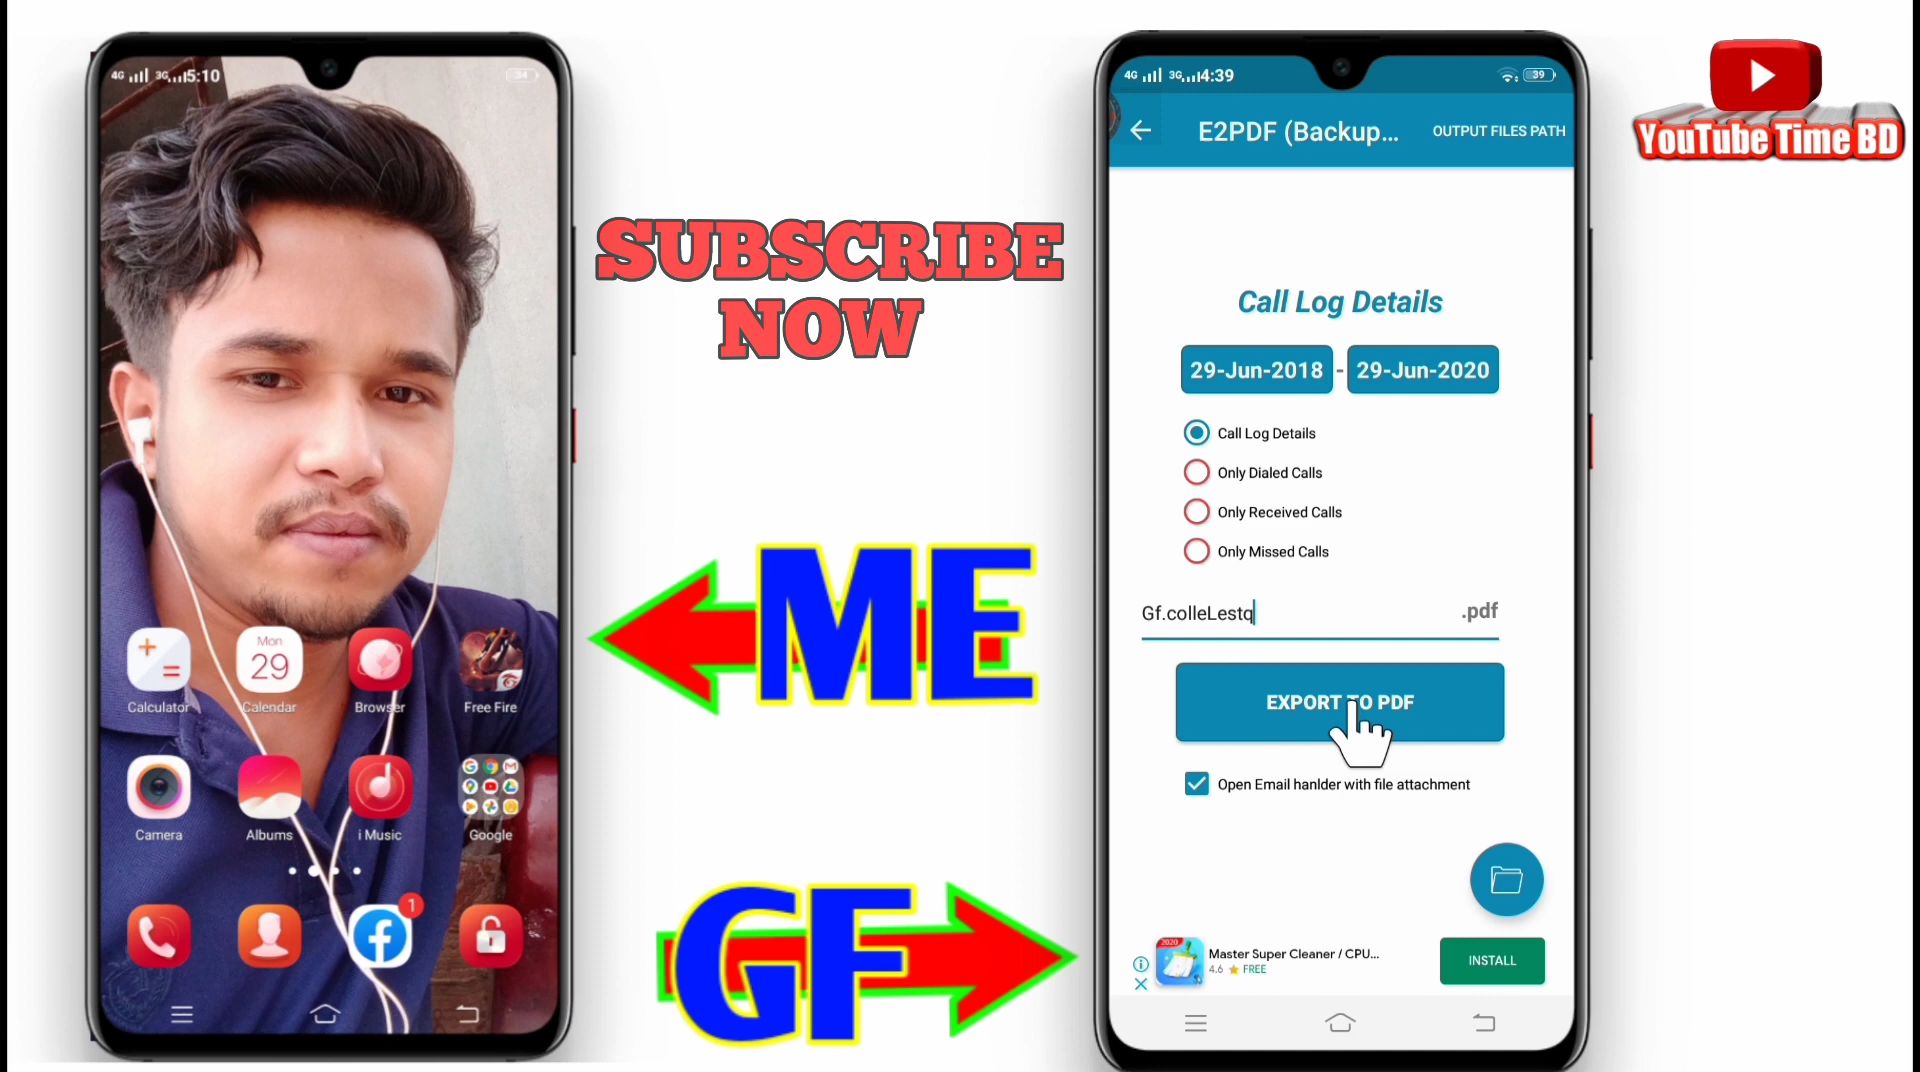 4G 3G 5:10
34
Calculator
Mon
29
Calendar
Browser
Free Fire
Camera
Albums
i Music
Google
1
SUBSCRIBE
NOW
ME
GF
4G 3G 4:39
39
E2PDF (Backup...
OUTPUT FILES PATH
Call Log Details
29-Jun-2018 - 29-Jun-2020
Call Log Details
Only Dialed Calls
Only Received Calls
Only Missed Calls
Gf.colleLestq
.pdf
EXPORT TO PDF
Open Email hanlder with file attachment
2020
Master Super Cleaner / CPU...
4.6 ★ FREE
INSTALL
YouTube Time BD